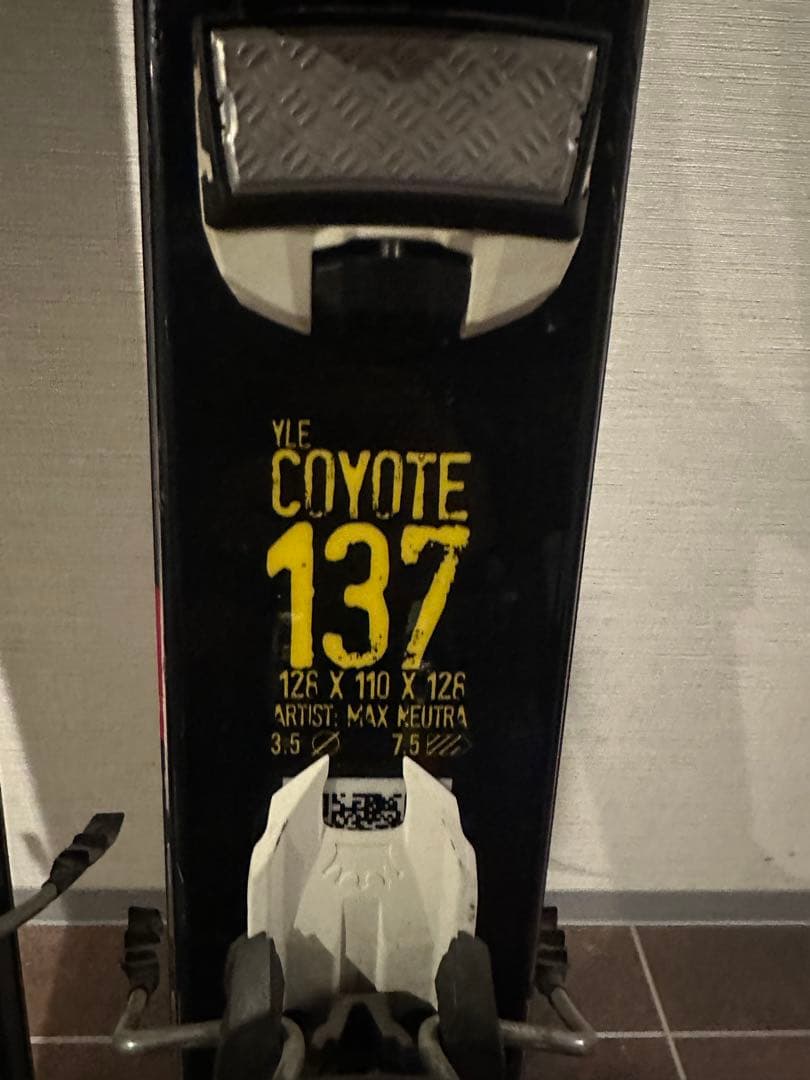 YLE
COYOTE
137
126 X 110 X 126
ARTIST: MAX NEUTRA
3.5 7.5